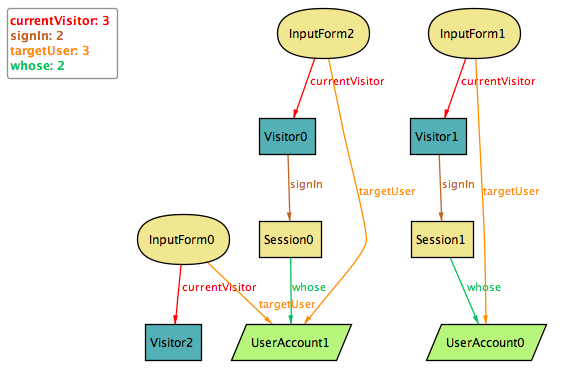 currentVisitor: 3
signIn: 2
targetUser: 3
whose: 2
InputForm2
InputForm1
currentVisitor
currentVisitor
Visitor0
Visitor1
signIn
signIn
targetUser
targetUser
InputForm0
Session0
Session1
currentVisitor
whose
whose
targetUser
Visitor2
UserAccount1
UserAccount0